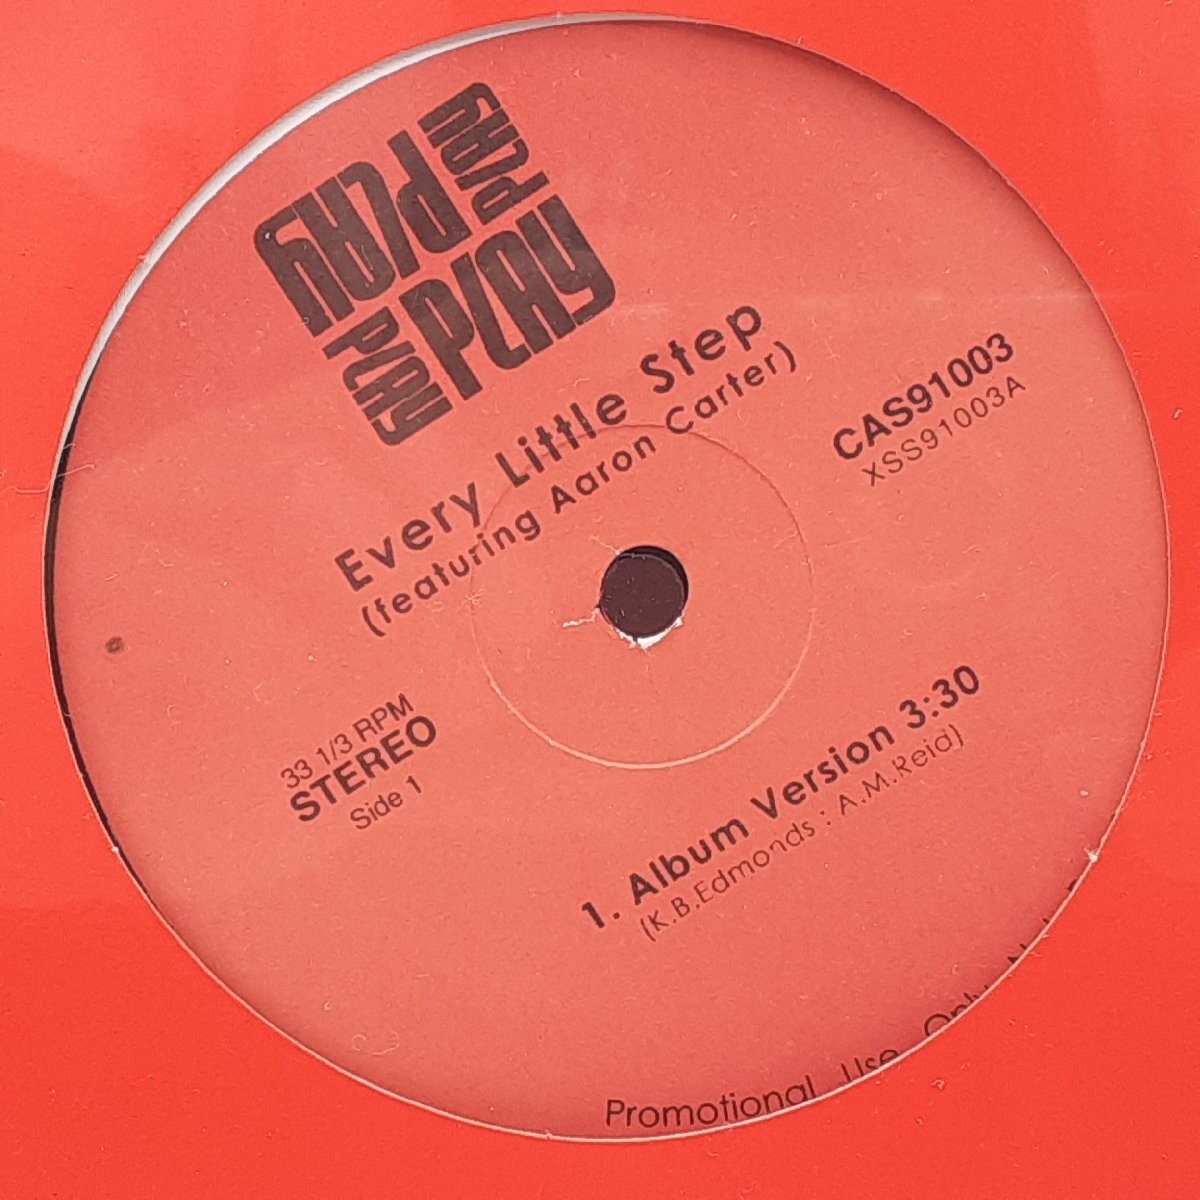 PLAY
PLAY
PLAY
PLAY
Every Little Step
(featuring Aaron Carter)
CAS91003
XSS91003A
33 1/3 RPM
STEREO
Side 1
1. Album Version 3:30
(K.B.Edmonds : A.M.Reid)
Promotional Use Only